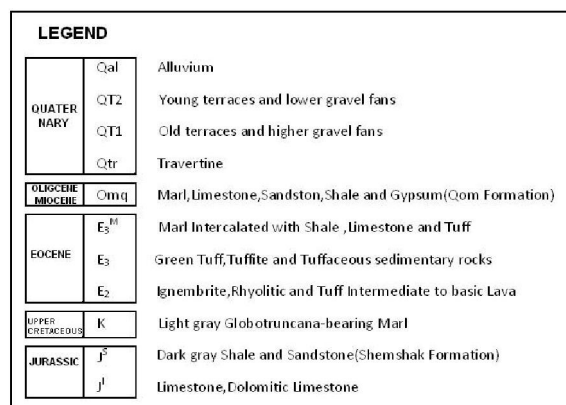 LEGEND
QUATER
NARY
Qal Alluvium
QT2 Young terraces and lower gravel fans
QT1 Old terraces and higher gravel fans
Qtr Travertine
OLIGCENE
MIOCENE
Omq Marl,Limestone,Sandston,Shale and Gypsum(Qom Formation)
EOCENE
E₃ᴹ Marl Intercalated with Shale ,Limestone and Tuff
E₃ Green Tuff,Tuffite and Tuffaceous sedimentary rocks
E₂ Ignembrite,Rhyolitic and Tuff Intermediate to basic Lava
UPPER
CRETACEOUS
K Light gray Globotruncana-bearing Marl
JURASSIC
Jˢ Dark gray Shale and Sandstone(Shemshak Formation)
Jˡ Limestone,Dolomitic Limestone